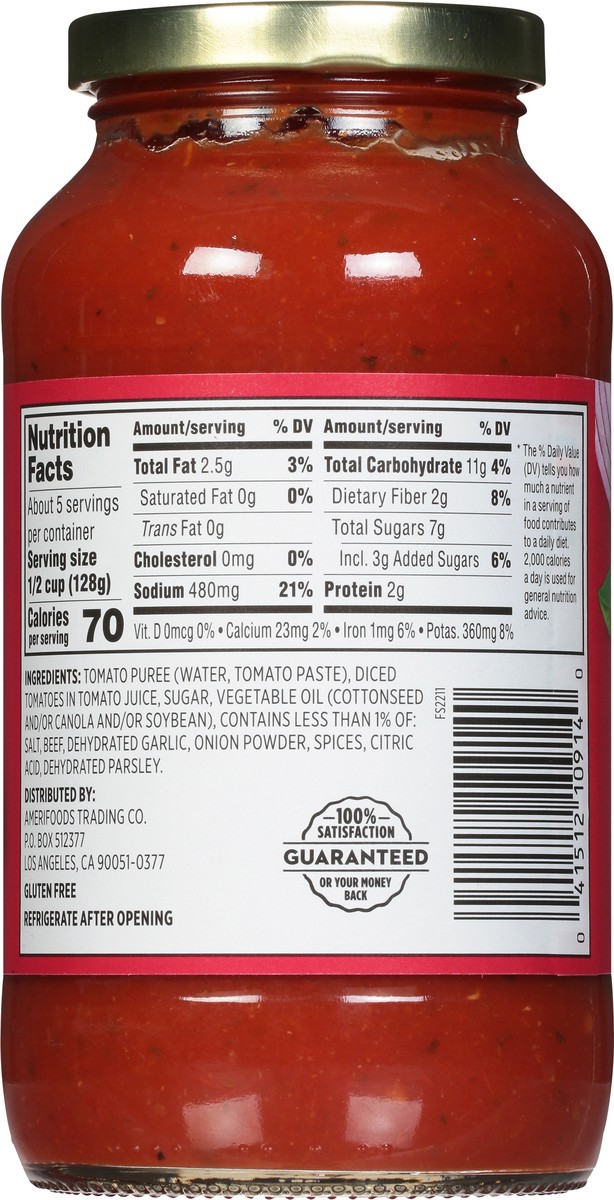 Nutrition
Facts
About 5 servings
per container
Serving size
1/2 cup (128g)
Calories
per serving 70
Amount/serving % DV
Total Fat 2.5g 3%
Saturated Fat 0g 0%
Trans Fat 0g
Cholesterol 0mg 0%
Sodium 480mg 21%
Amount/serving % DV
Total Carbohydrate 11g 4%
Dietary Fiber 2g 8%
Total Sugars 7g
Incl. 3g Added Sugars 6%
Protein 2g
Vit. D 0mcg 0% • Calcium 23mg 2% • Iron 1mg 6% • Potas. 360mg 8%
* The % Daily Value
(DV) tells you how
much a nutrient
in a serving of
food contributes
to a daily diet.
2,000 calories
a day is used for
general nutrition
advice.
INGREDIENTS: TOMATO PUREE (WATER, TOMATO PASTE), DICED
TOMATOES IN TOMATO JUICE, SUGAR, VEGETABLE OIL (COTTONSEED
AND/OR CANOLA AND/OR SOYBEAN), CONTAINS LESS THAN 1% OF:
SALT, BEEF, DEHYDRATED GARLIC, ONION POWDER, SPICES, CITRIC
ACID, DEHYDRATED PARSLEY.
DISTRIBUTED BY:
AMERIFOODS TRADING CO.
P.O. BOX 512377
LOS ANGELES, CA 90051-0377
GLUTEN FREE
REFRIGERATE AFTER OPENING
100%
SATISFACTION
GUARANTEED
OR YOUR MONEY
BACK
FS2211
0 41512 10914 0